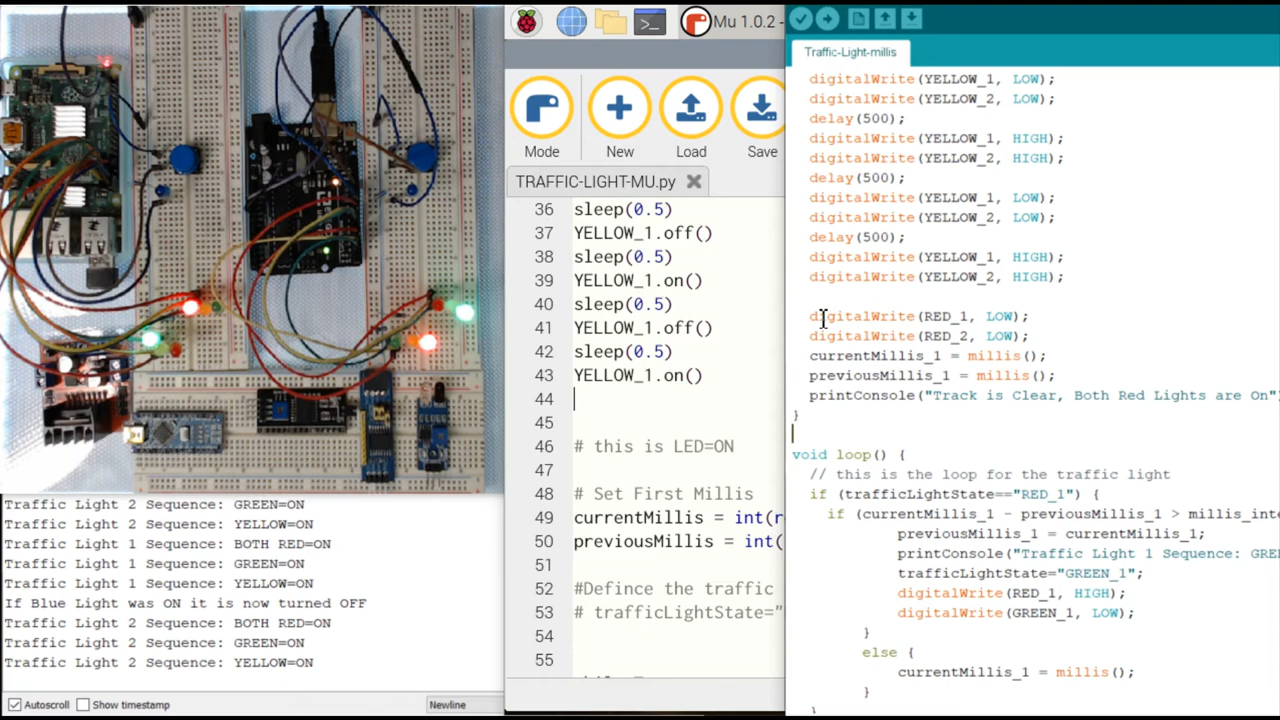 Mu 1.0.2 -
Mode
New
Load
Save
TRAFFIC-LIGHT-MU.py
36 sleep(0.5)
37 YELLOW_1.off()
38 sleep(0.5)
39 YELLOW_1.on()
40 sleep(0.5)
41 YELLOW_1.off()
42 sleep(0.5)
43 YELLOW_1.on()
44
45
46 # this is LED=ON
47
48 # Set First Millis
49 currentMillis = int(r
50 previousMillis = int(
51
52 #Defince the traffic
53 # trafficLightState="
54
55
Traffic-Light-millis
digitalWrite(YELLOW_1, LOW);
digitalWrite(YELLOW_2, LOW);
delay(500);
digitalWrite(YELLOW_1, HIGH);
digitalWrite(YELLOW_2, HIGH);
delay(500);
digitalWrite(YELLOW_1, LOW);
digitalWrite(YELLOW_2, LOW);
delay(500);
digitalWrite(YELLOW_1, HIGH);
digitalWrite(YELLOW_2, HIGH);
digitalWrite(RED_1, LOW);
digitalWrite(RED_2, LOW);
currentMillis_1 = millis();
previousMillis_1 = millis();
printConsole("Track is Clear, Both Red Lights are On"
}
void loop() {
// this is the loop for the traffic light
if (trafficLightState=="RED_1") {
if (currentMillis_1 - previousMillis_1 > millis_inte
previousMillis_1 = currentMillis_1;
printConsole("Traffic Light 1 Sequence: GREE
trafficLightState="GREEN_1";
digitalWrite(RED_1, HIGH);
digitalWrite(GREEN_1, LOW);
}
else {
currentMillis_1 = millis();
}
Traffic Light 2 Sequence: GREEN=ON
Traffic Light 2 Sequence: YELLOW=ON
Traffic Light 1 Sequence: BOTH RED=ON
Traffic Light 1 Sequence: GREEN=ON
Traffic Light 1 Sequence: YELLOW=ON
If Blue Light was ON it is now turned OFF
Traffic Light 2 Sequence: BOTH RED=ON
Traffic Light 2 Sequence: GREEN=ON
Traffic Light 2 Sequence: YELLOW=ON
Autoscroll
Show timestamp
Newline